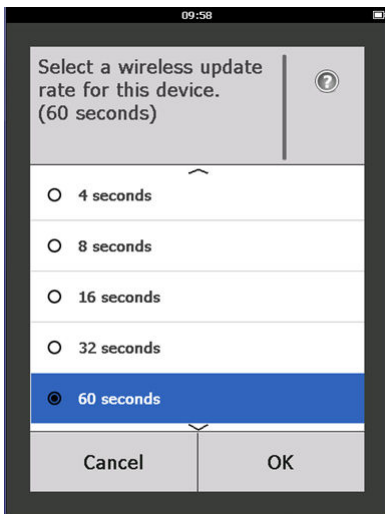 09:58
Select a wireless update
rate for this device.
(60 seconds)
?
4 seconds
8 seconds
16 seconds
32 seconds
60 seconds
Cancel
OK